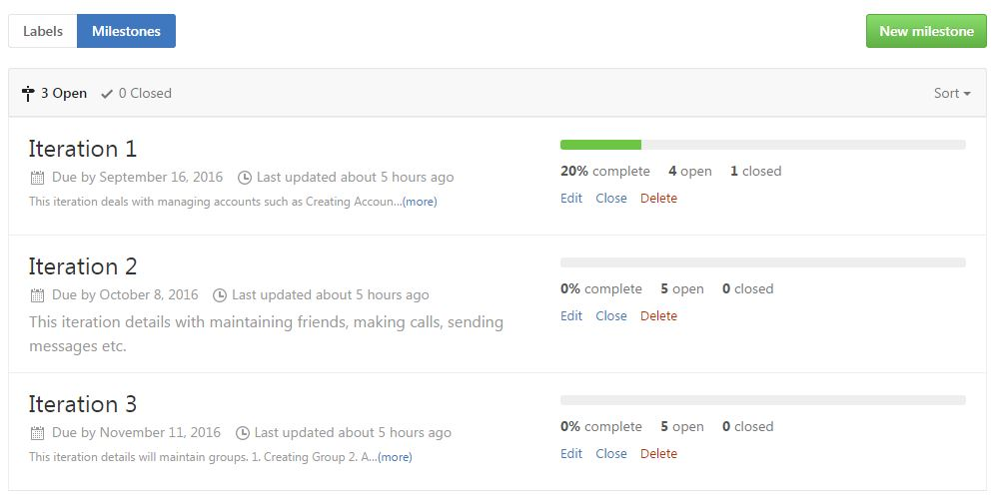 Labels Milestones New milestone
3 Open 0 Closed Sort
Iteration 1
Due by September 16, 2016 Last updated about 5 hours ago
This iteration deals with managing accounts such as Creating Accoun...(more)
20% complete 4 open 1 closed
Edit Close Delete
Iteration 2
Due by October 8, 2016 Last updated about 5 hours ago
This iteration details with maintaining friends, making calls, sending
messages etc.
0% complete 5 open 0 closed
Edit Close Delete
Iteration 3
Due by November 11, 2016 Last updated about 5 hours ago
This iteration details will maintain groups. 1. Creating Group 2. A...(more)
0% complete 5 open 0 closed
Edit Close Delete